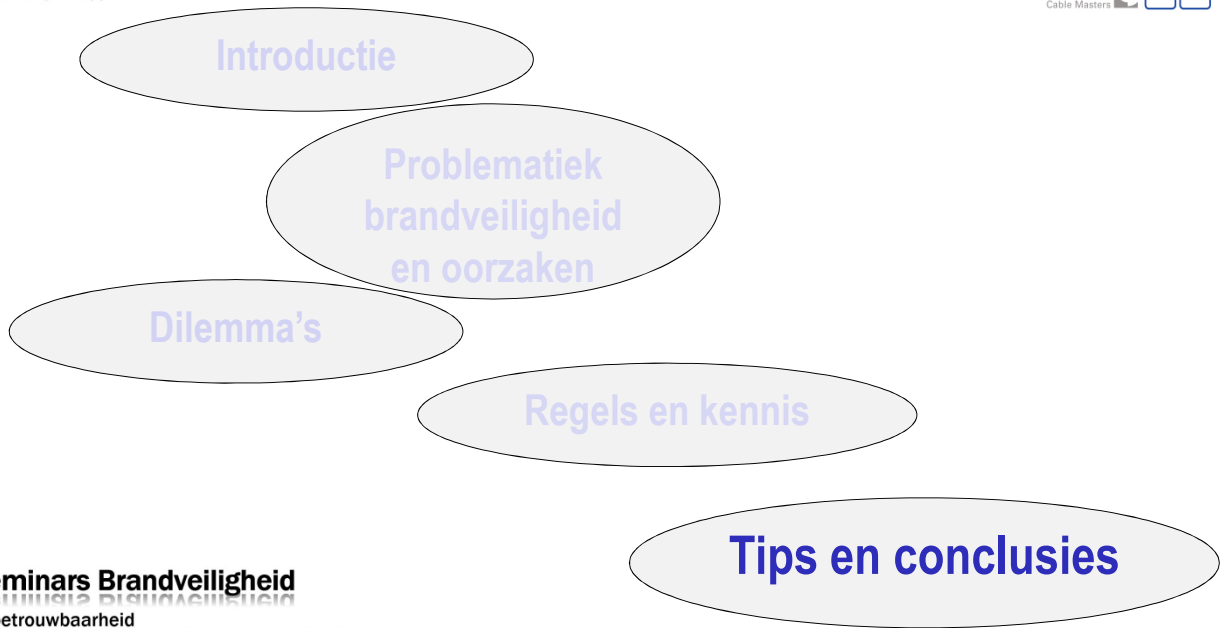 Cable Masters
Introductie
Problematiek
brandveiligheid
en oorzaken
Dilemma's
Regels en kennis
Tips en conclusies
eminars Brandveiligheid
etrouwbaarheid